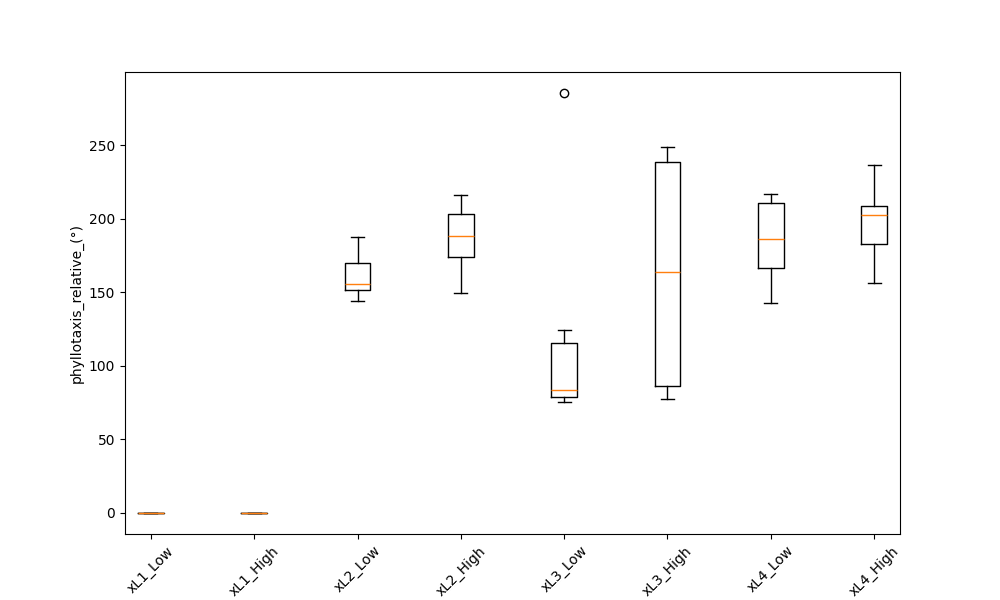 phyllotaxis_relative_(°)
250
200
150
100
50
0
xL1_Low
xL1_High
xL2_Low
xL2_High
xL3_Low
xL3_High
xL4_Low
xL4_High